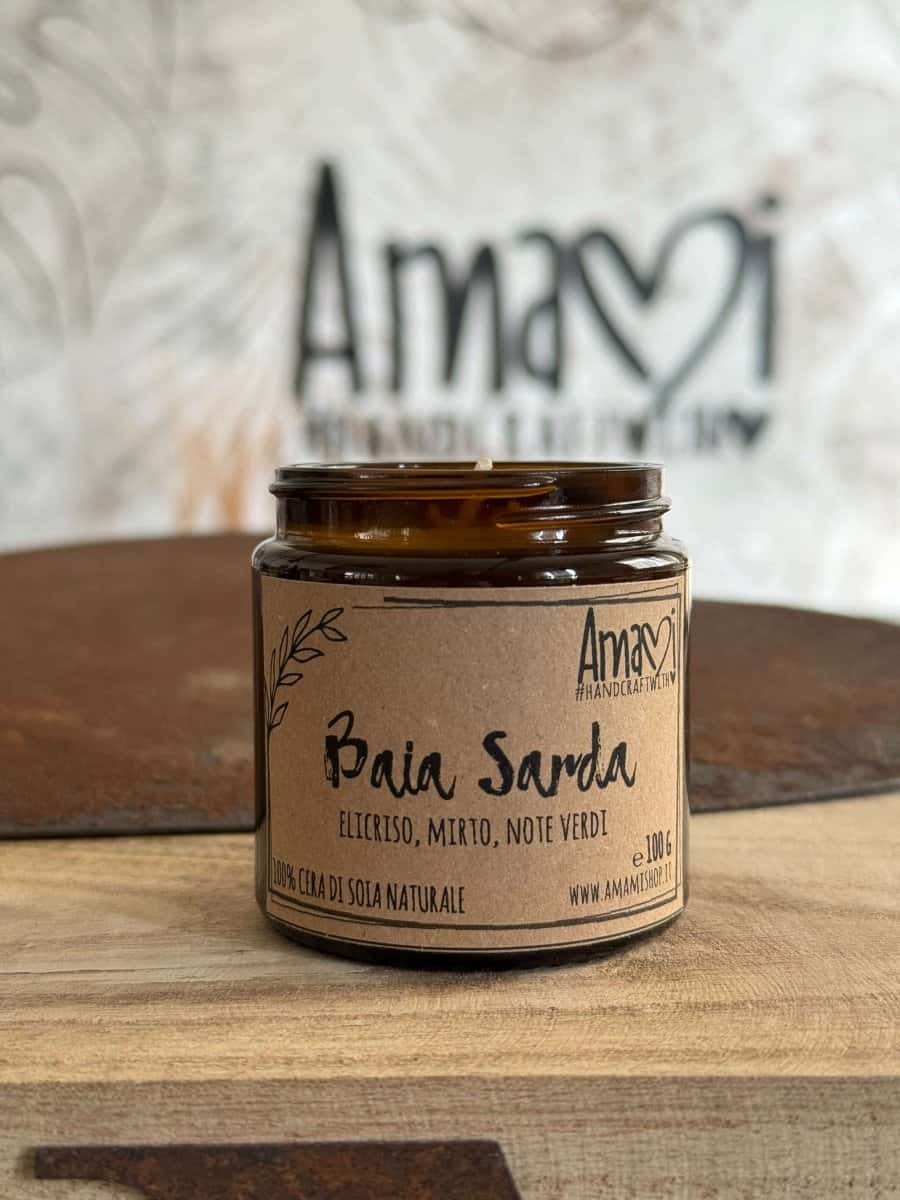 Amami
Amami
#HANDCRAFTWITH
Baia Sarda
ELICRISO, MIRTO, NOTE VERDI
e 100 G
100% CERA DI SOIA NATURALE
WWW.AMAMISHOP.IT